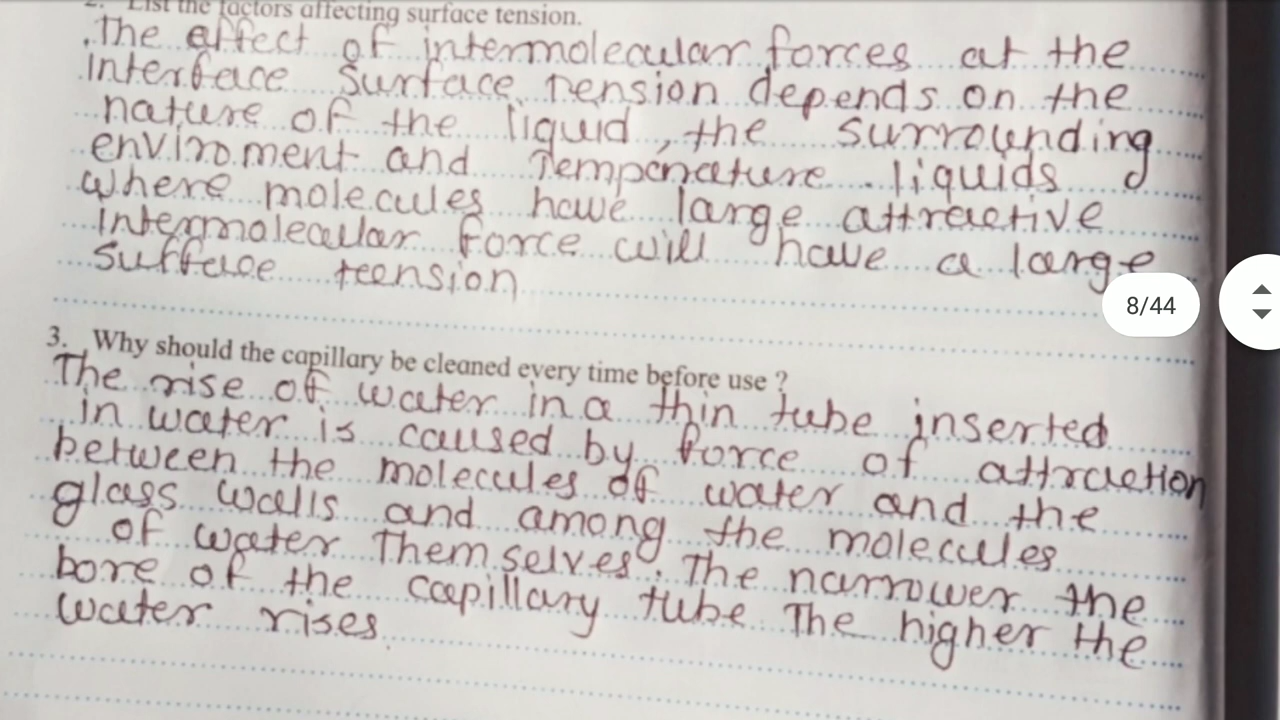 2. List the factors affecting surface tension.
.The effect of intermolecular forces at the
interface surface tension depends on the
nature of the liquid, the surrounding
enviroment and Temperature. liquids
where molecules have large attractive
intermolecular force will have a large
surface tension
3. Why should the capillary be cleaned every time before use ?
The rise of water in a thin tube inserted
in water is caused by force of attraction
between the molecules of water and the
glass walls and among the molecules
of water Themselves. The narrower the
bore of the capillary tube The higher the
water rises.
8/44